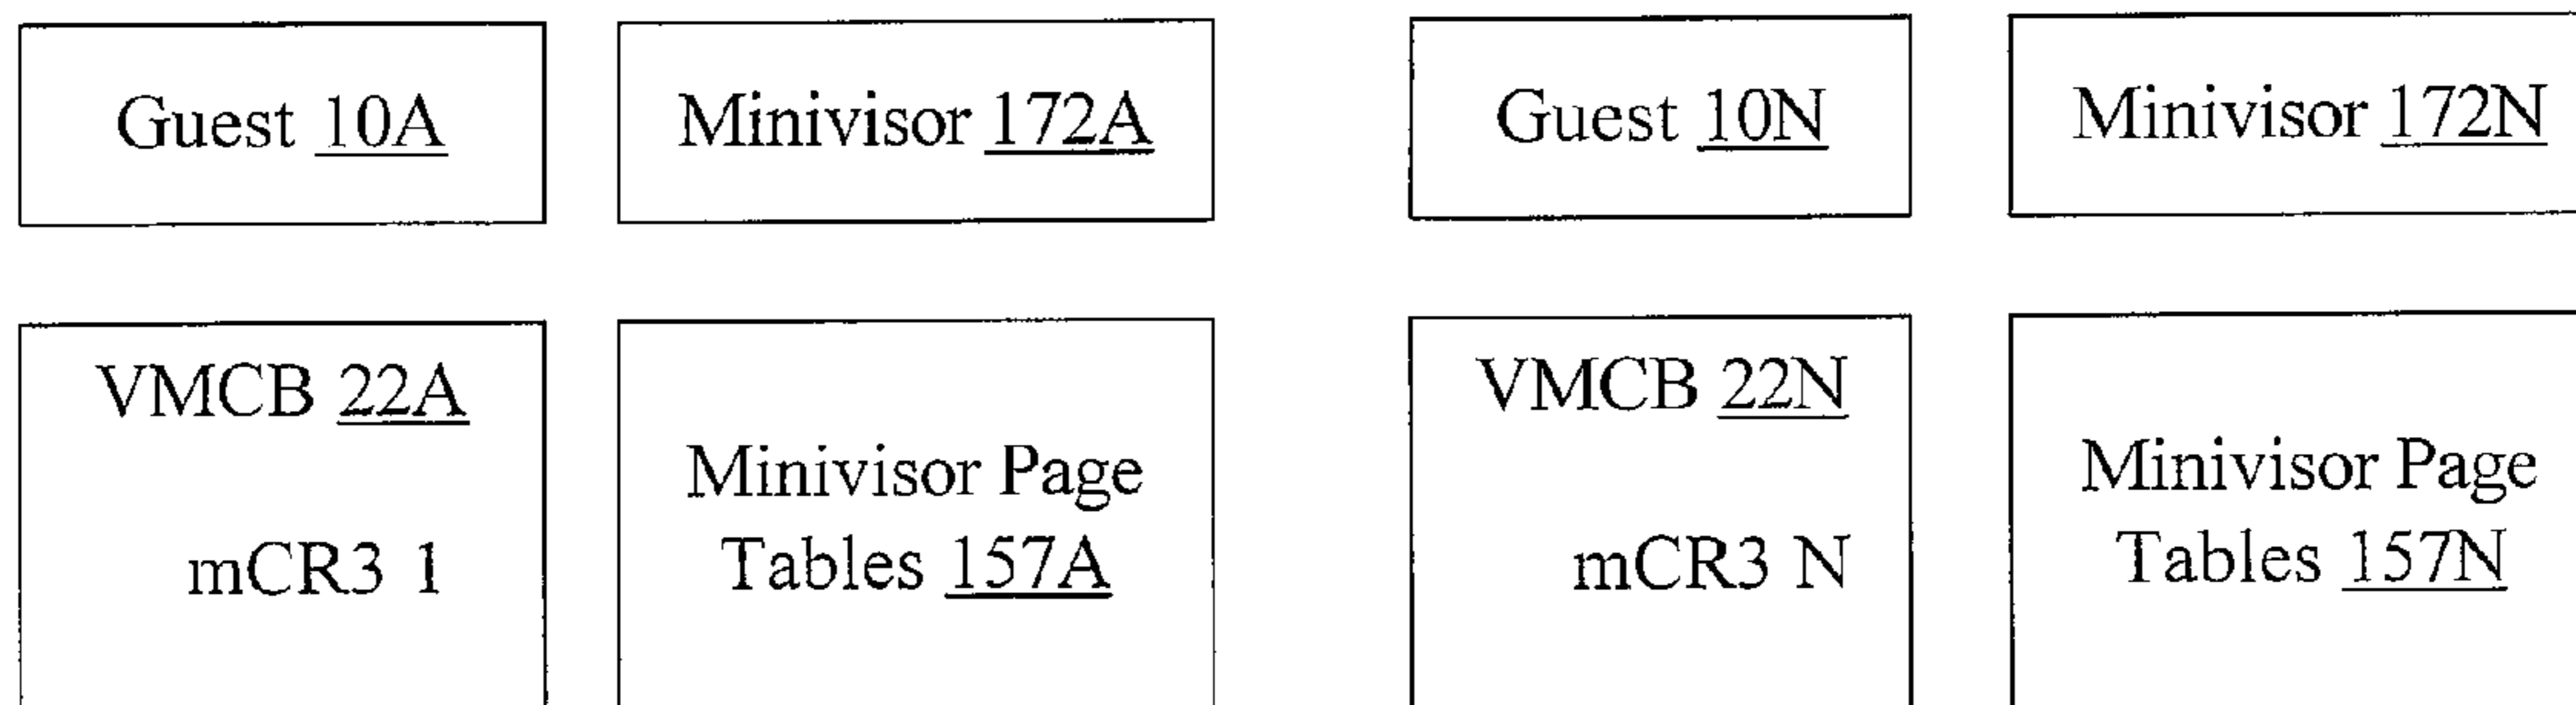 Guest 10A
Minivisor 172A
Guest 10N
Minivisor 172N
VMCB 22A
mCR3 1
Minivisor Page
Tables 157A
VMCB 22N
mCR3 N
Minivisor Page
Tables 157N